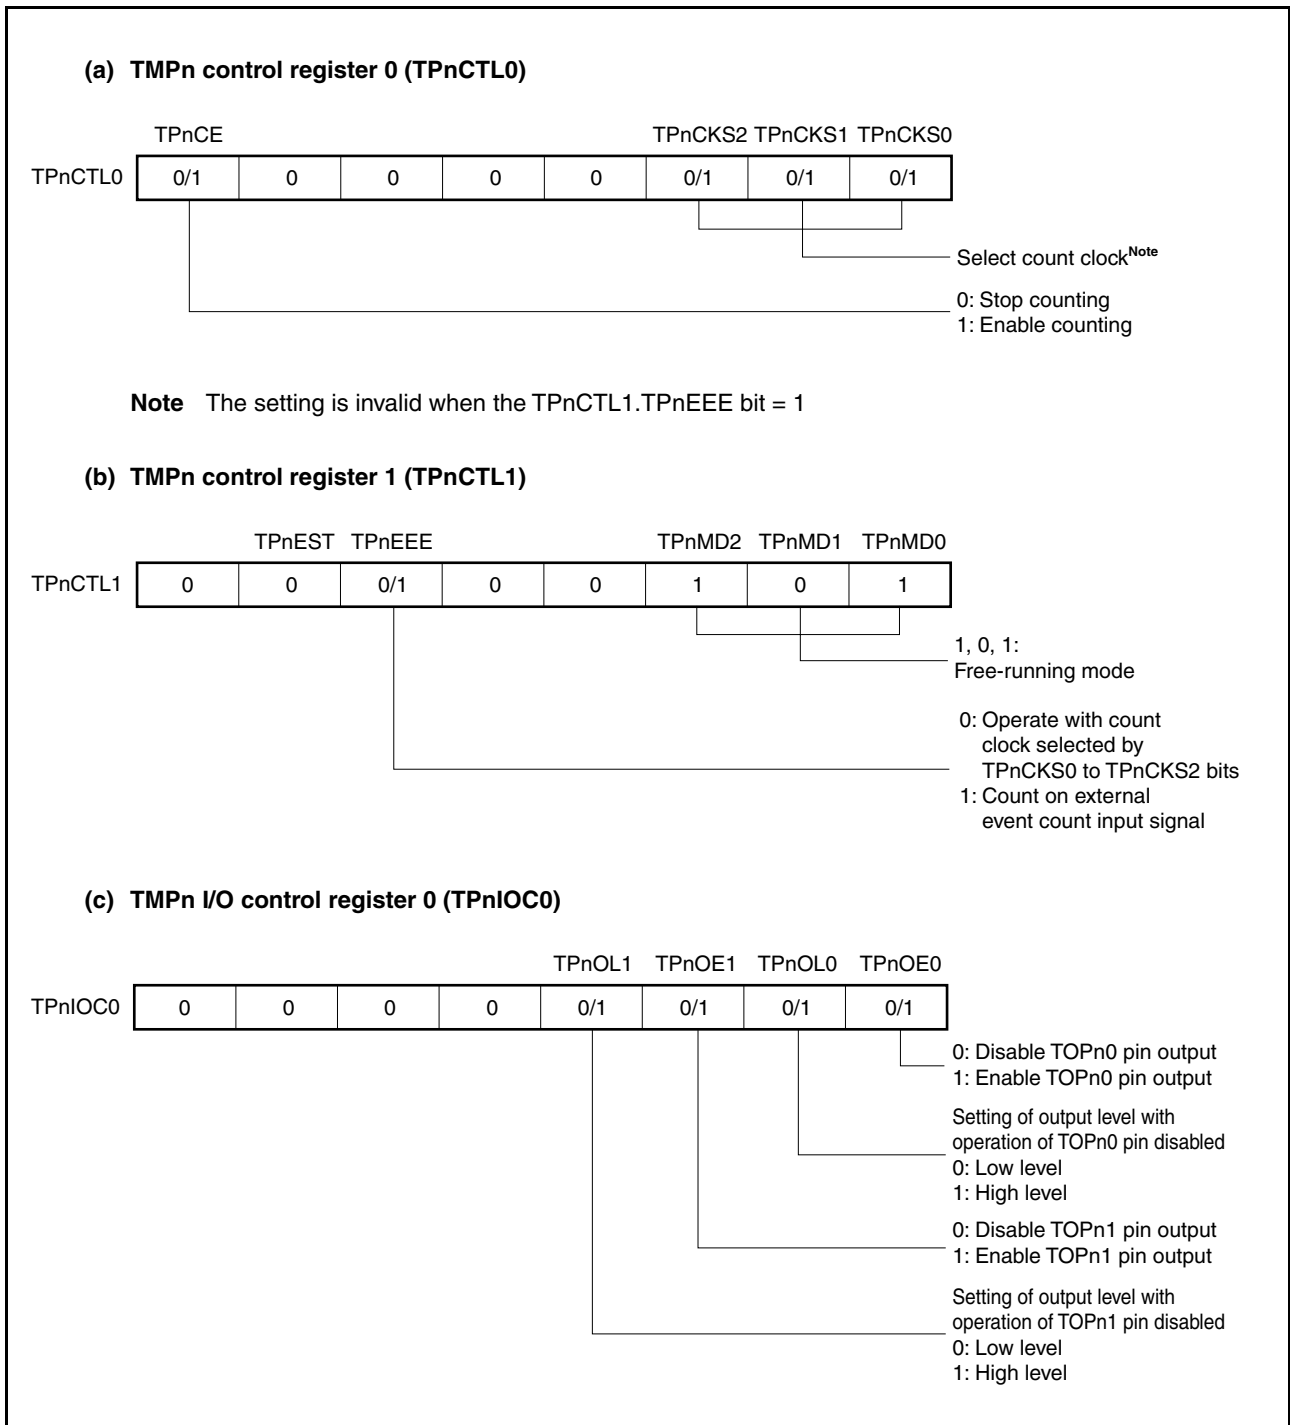 (a) TMPn control register 0 (TPnCTL0)
TPnCE TPnCKS2 TPnCKS1 TPnCKS0
TPnCTL0 0/1 0 0 0 0 0/1 0/1 0/1
Select count clockNote
0: Stop counting
1: Enable counting
Note The setting is invalid when the TPnCTL1.TPnEEE bit = 1
(b) TMPn control register 1 (TPnCTL1)
TPnEST TPnEEE TPnMD2 TPnMD1 TPnMD0
TPnCTL1 0 0 0/1 0 0 1 0 1
1, 0, 1:
Free-running mode
0: Operate with count
clock selected by
TPnCKS0 to TPnCKS2 bits
1: Count on external
event count input signal
(c) TMPn I/O control register 0 (TPnIOC0)
TPnOL1 TPnOE1 TPnOL0 TPnOE0
TPnIOC0 0 0 0 0 0/1 0/1 0/1 0/1
0: Disable TOPn0 pin output
1: Enable TOPn0 pin output
Setting of output level with
operation of TOPn0 pin disabled
0: Low level
1: High level
0: Disable TOPn1 pin output
1: Enable TOPn1 pin output
Setting of output level with
operation of TOPn1 pin disabled
0: Low level
1: High level